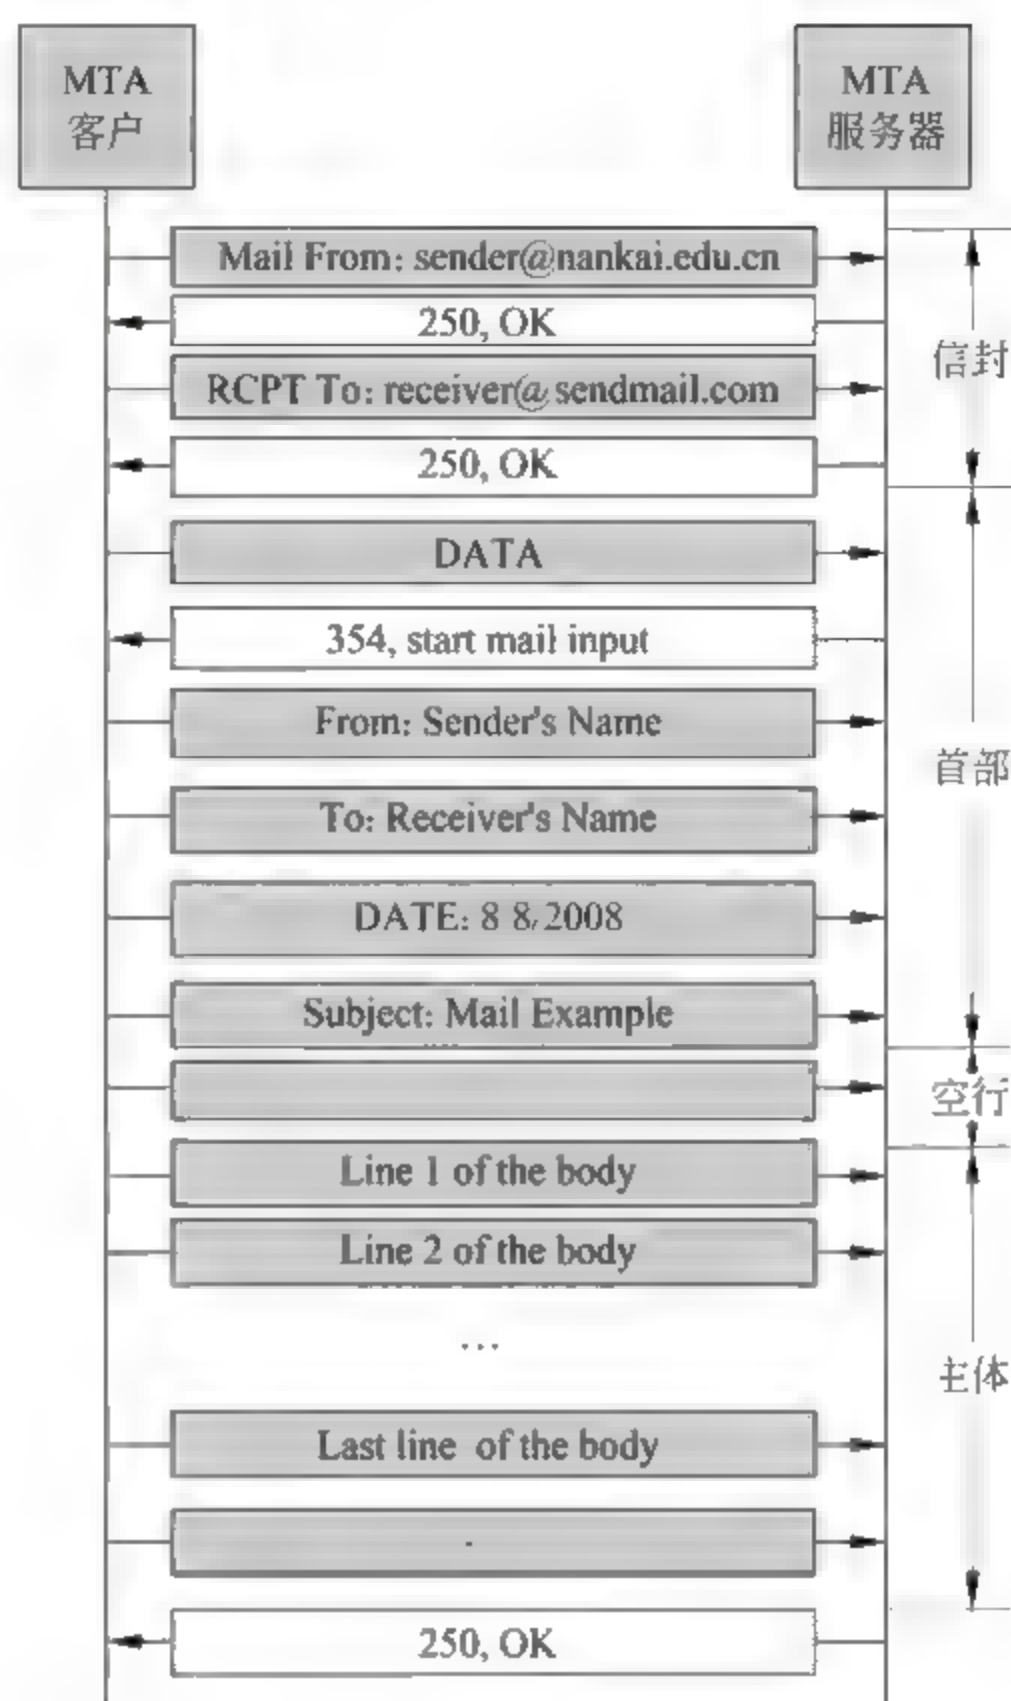 MTA
客户
MTA
服务器
Mail From: sender@nankai.edu.cn
250, OK
信封
RCPT To: receiver@sendmail.com
250, OK
DATA
354, start mail input
From: Sender's Name
首部
To: Receiver's Name
DATE: 8 8/2008
Subject: Mail Example
空行
Line 1 of the body
Line 2 of the body
...
主体
Last line of the body
.
250, OK